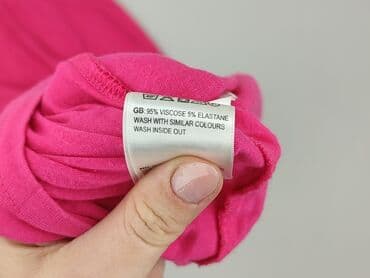 GB: 95% VISCOSE 5% ELASTANE
WASH WITH SIMILAR COLOURS
WASH INSIDE OUT